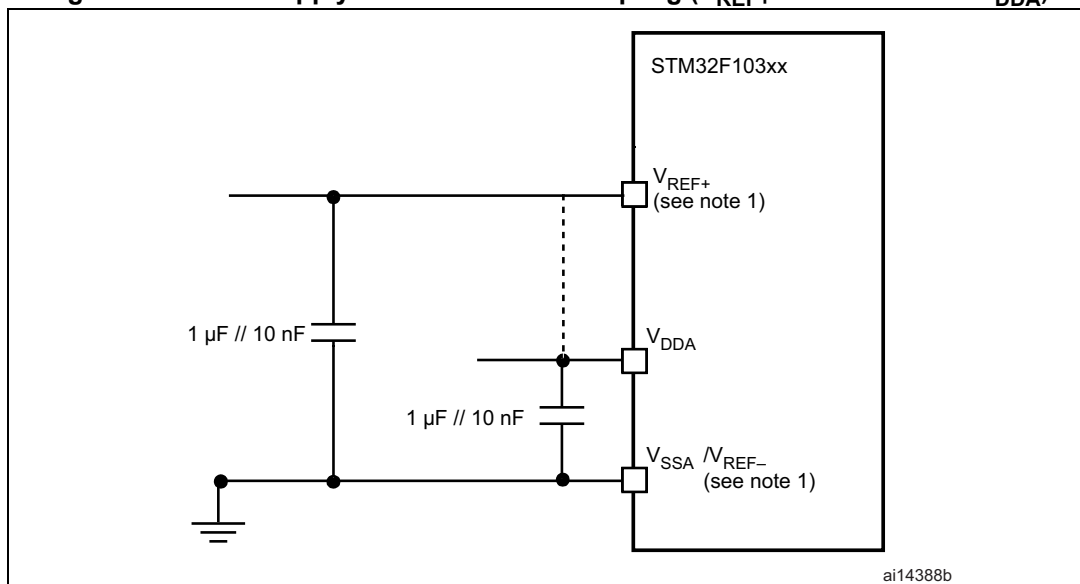 STM32F103xx
VREF+
(see note 1)
1 µF // 10 nF
VDDA
1 µF // 10 nF
VSSA /VREF–
(see note 1)
ai14388b